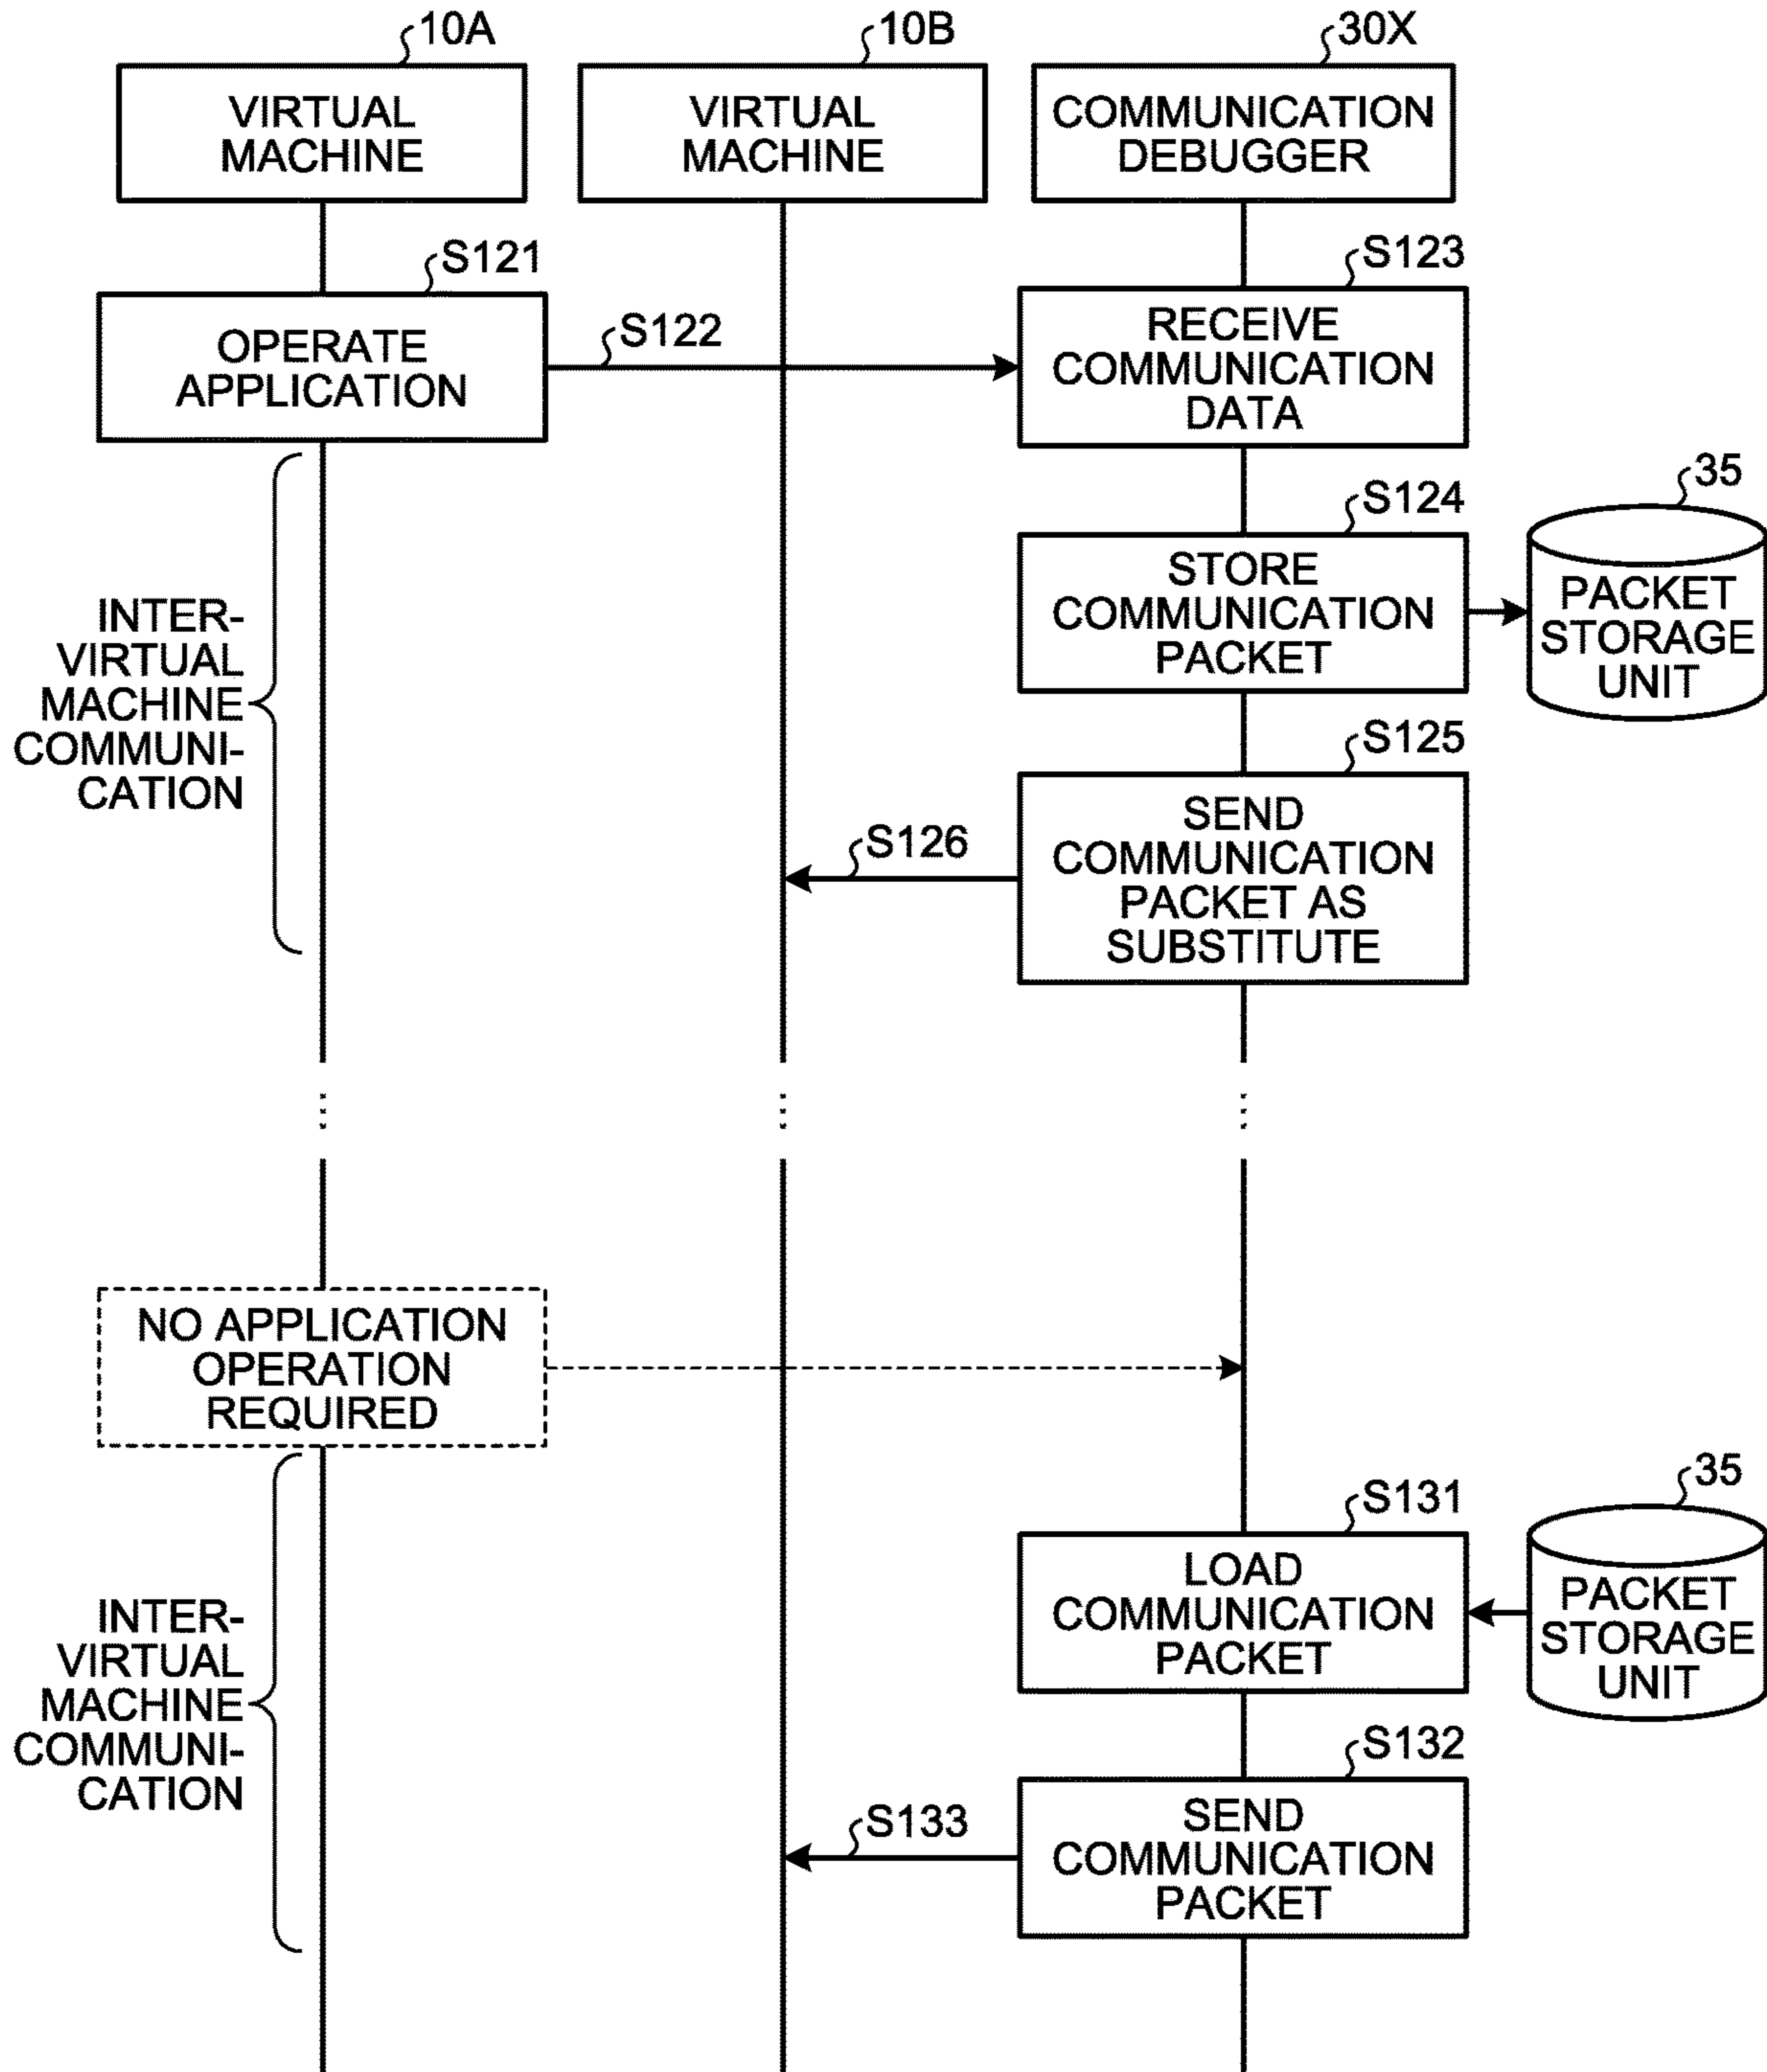 10A
10B
30X
VIRTUAL
MACHINE
VIRTUAL
MACHINE
COMMUNICATION
DEBUGGER
S121
S123
OPERATE
APPLICATION
S122
RECEIVE
COMMUNICATION
DATA
S124
35
STORE
COMMUNICATION
PACKET
PACKET
STORAGE
UNIT
INTER-
VIRTUAL
MACHINE
COMMUNI-
CATION
S125
SEND
COMMUNICATION
PACKET AS
SUBSTITUTE
S126
NO APPLICATION
OPERATION
REQUIRED
S131
35
LOAD
COMMUNICATION
PACKET
PACKET
STORAGE
UNIT
INTER-
VIRTUAL
MACHINE
COMMUNI-
CATION
S132
SEND
COMMUNICATION
PACKET
S133